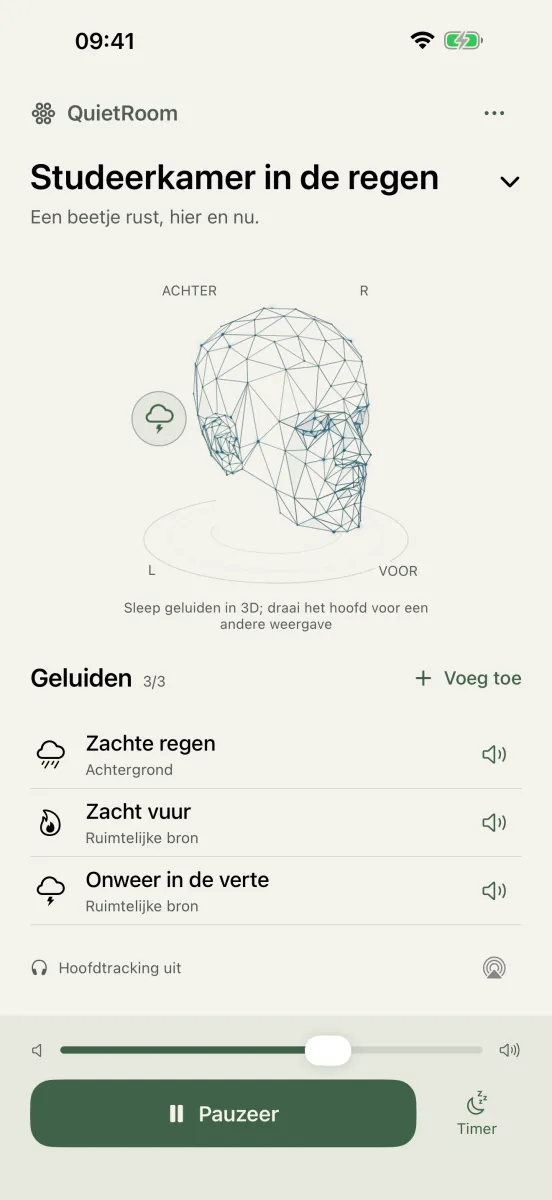 09:41
QuietRoom
Studeerkamer in de regen
Een beetje rust, hier en nu.
ACHTER R
L VOOR
Sleep geluiden in 3D; draai het hoofd voor een
andere weergave
Geluiden 3/3 + Voeg toe
Zachte regen
Achtergrond
Zacht vuur
Ruimtelijke bron
Onweer in de verte
Ruimtelijke bron
Hoofdtracking uit
Pauzeer
Timer